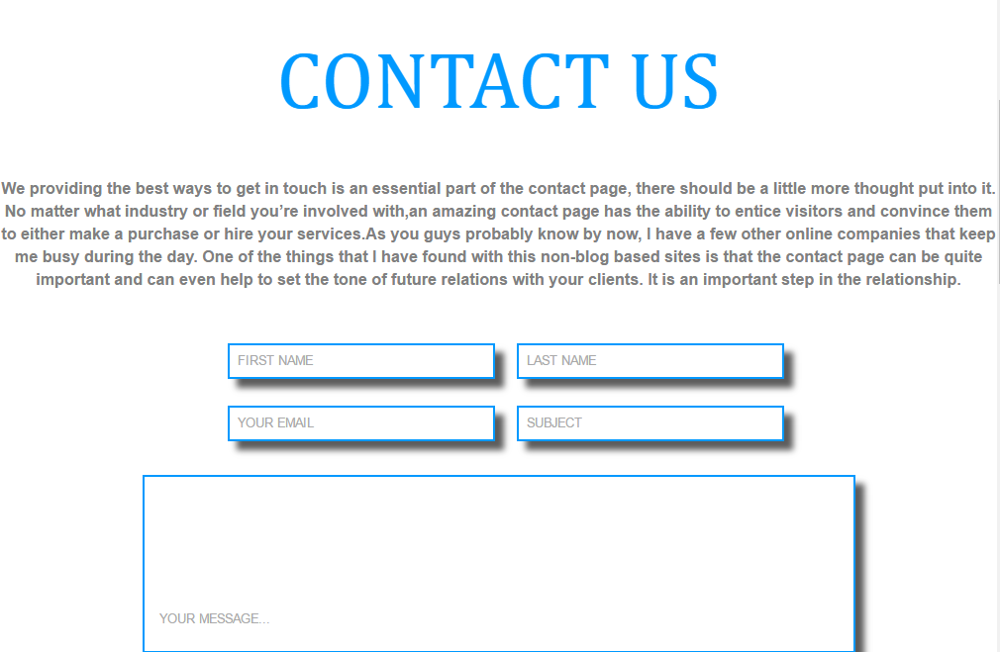 CONTACT US
We providing the best ways to get in touch is an essential part of the contact page, there should be a little more thought put into it.
No matter what industry or field you’re involved with,an amazing contact page has the ability to entice visitors and convince them
to either make a purchase or hire your services.As you guys probably know by now, I have a few other online companies that keep
me busy during the day. One of the things that I have found with this non-blog based sites is that the contact page can be quite
important and can even help to set the tone of future relations with your clients. It is an important step in the relationship.
FIRST NAME
LAST NAME
YOUR EMAIL
SUBJECT
YOUR MESSAGE...